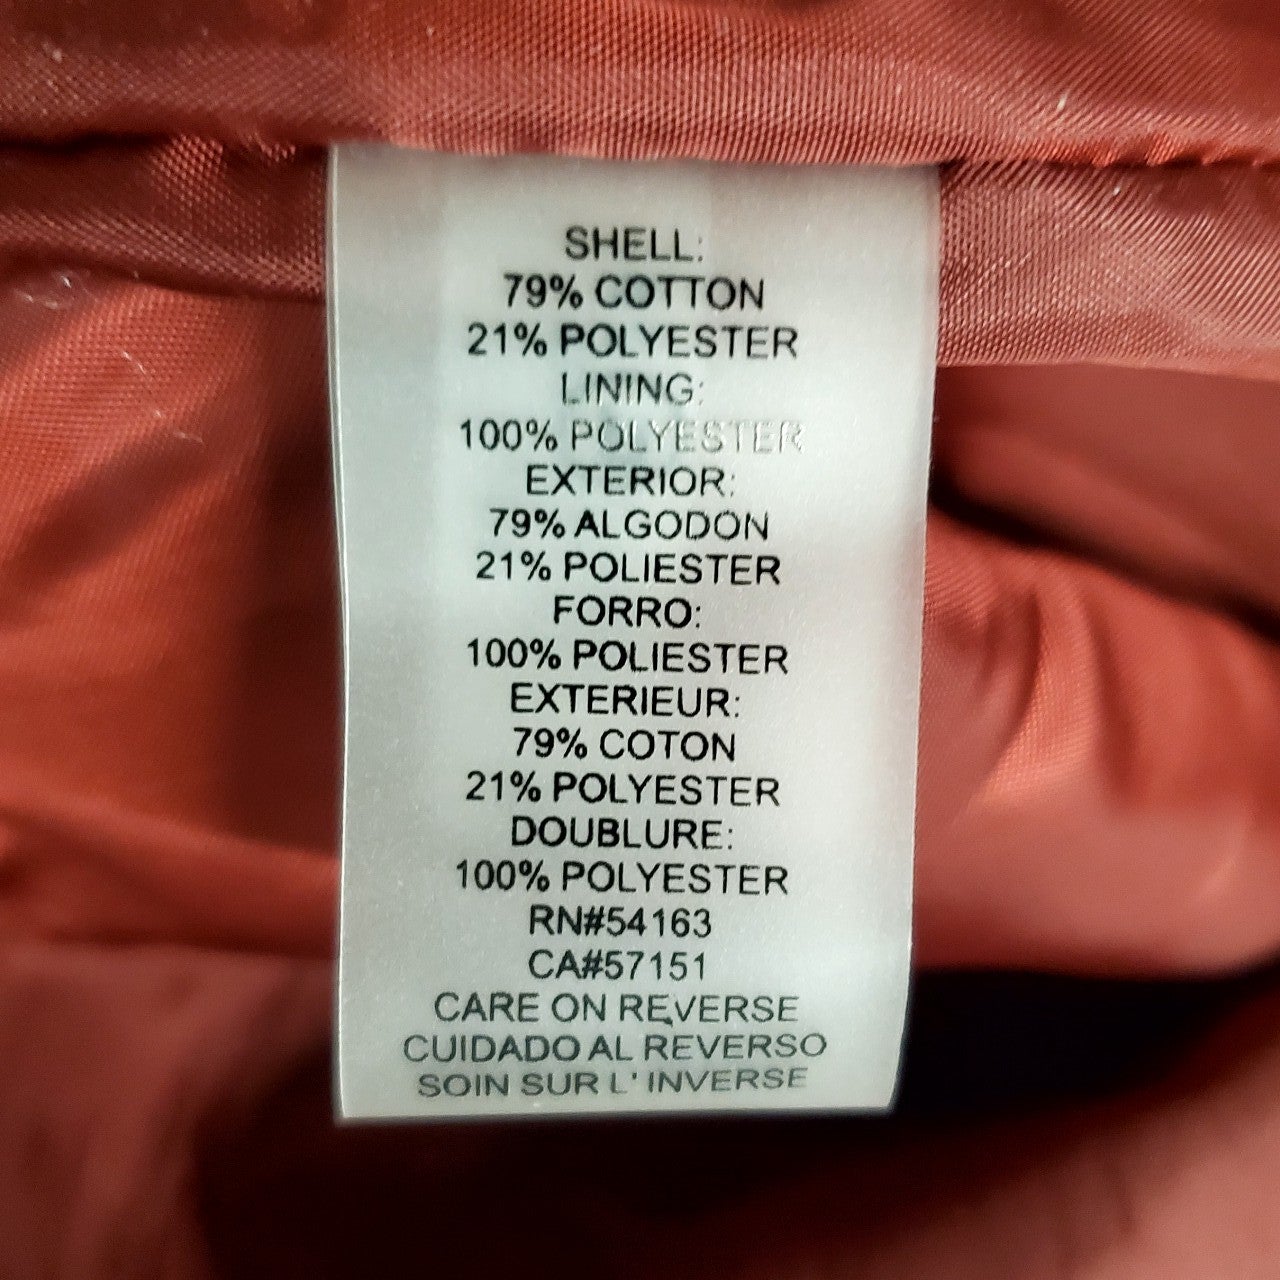 SHELL:
79% COTTON
21% POLYESTER
LINING:
100% POLYESTER
EXTERIOR:
79% ALGODON
21% POLIESTER
FORRO:
100% POLIESTER
EXTERIEUR:
79% COTON
21% POLYESTER
DOUBLURE:
100% POLYESTER
RN#54163
CA#57151
CARE ON REVERSE
CUIDADO AL REVERSO
SOIN SUR L' INVERSE